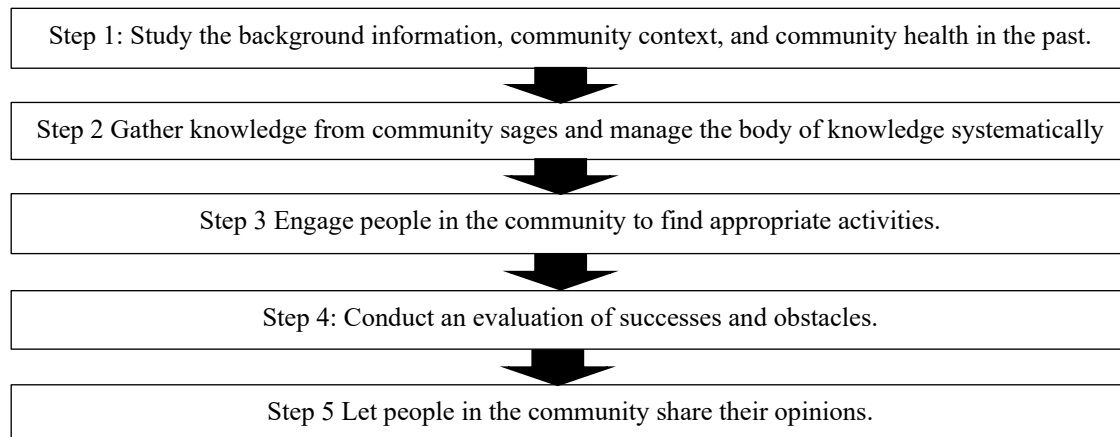 Step 1: Study the background information, community context, and community health in the past.
Step 2 Gather knowledge from community sages and manage the body of knowledge systematically
Step 3 Engage people in the community to find appropriate activities.
Step 4: Conduct an evaluation of successes and obstacles.
Step 5 Let people in the community share their opinions.